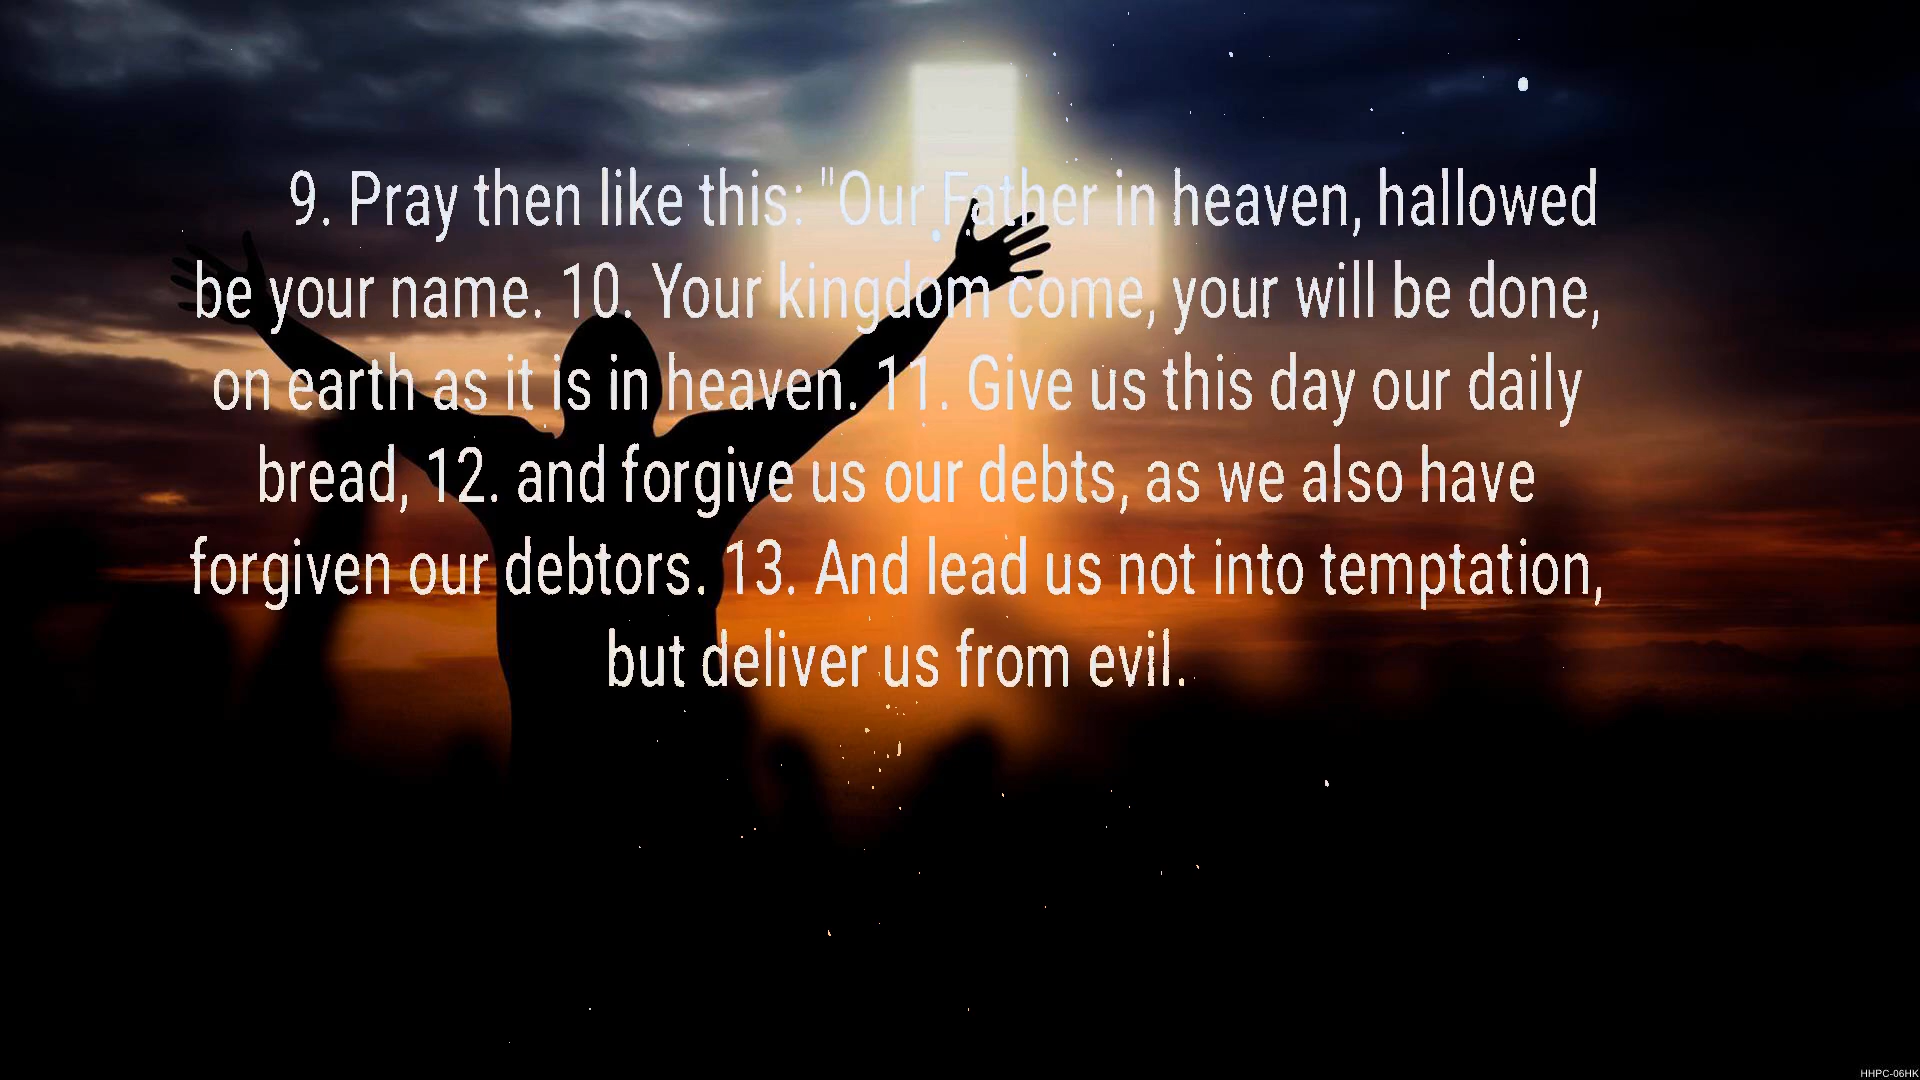 9. Pray then like this: "Our Father in heaven, hallowed
be your name. 10. Your kingdom come, your will be done,
on earth as it is in heaven. 11. Give us this day our daily
bread, 12. and forgive us our debts, as we also have
forgiven our debtors. 13. And lead us not into temptation,
but deliver us from evil.
HHPC-06HK